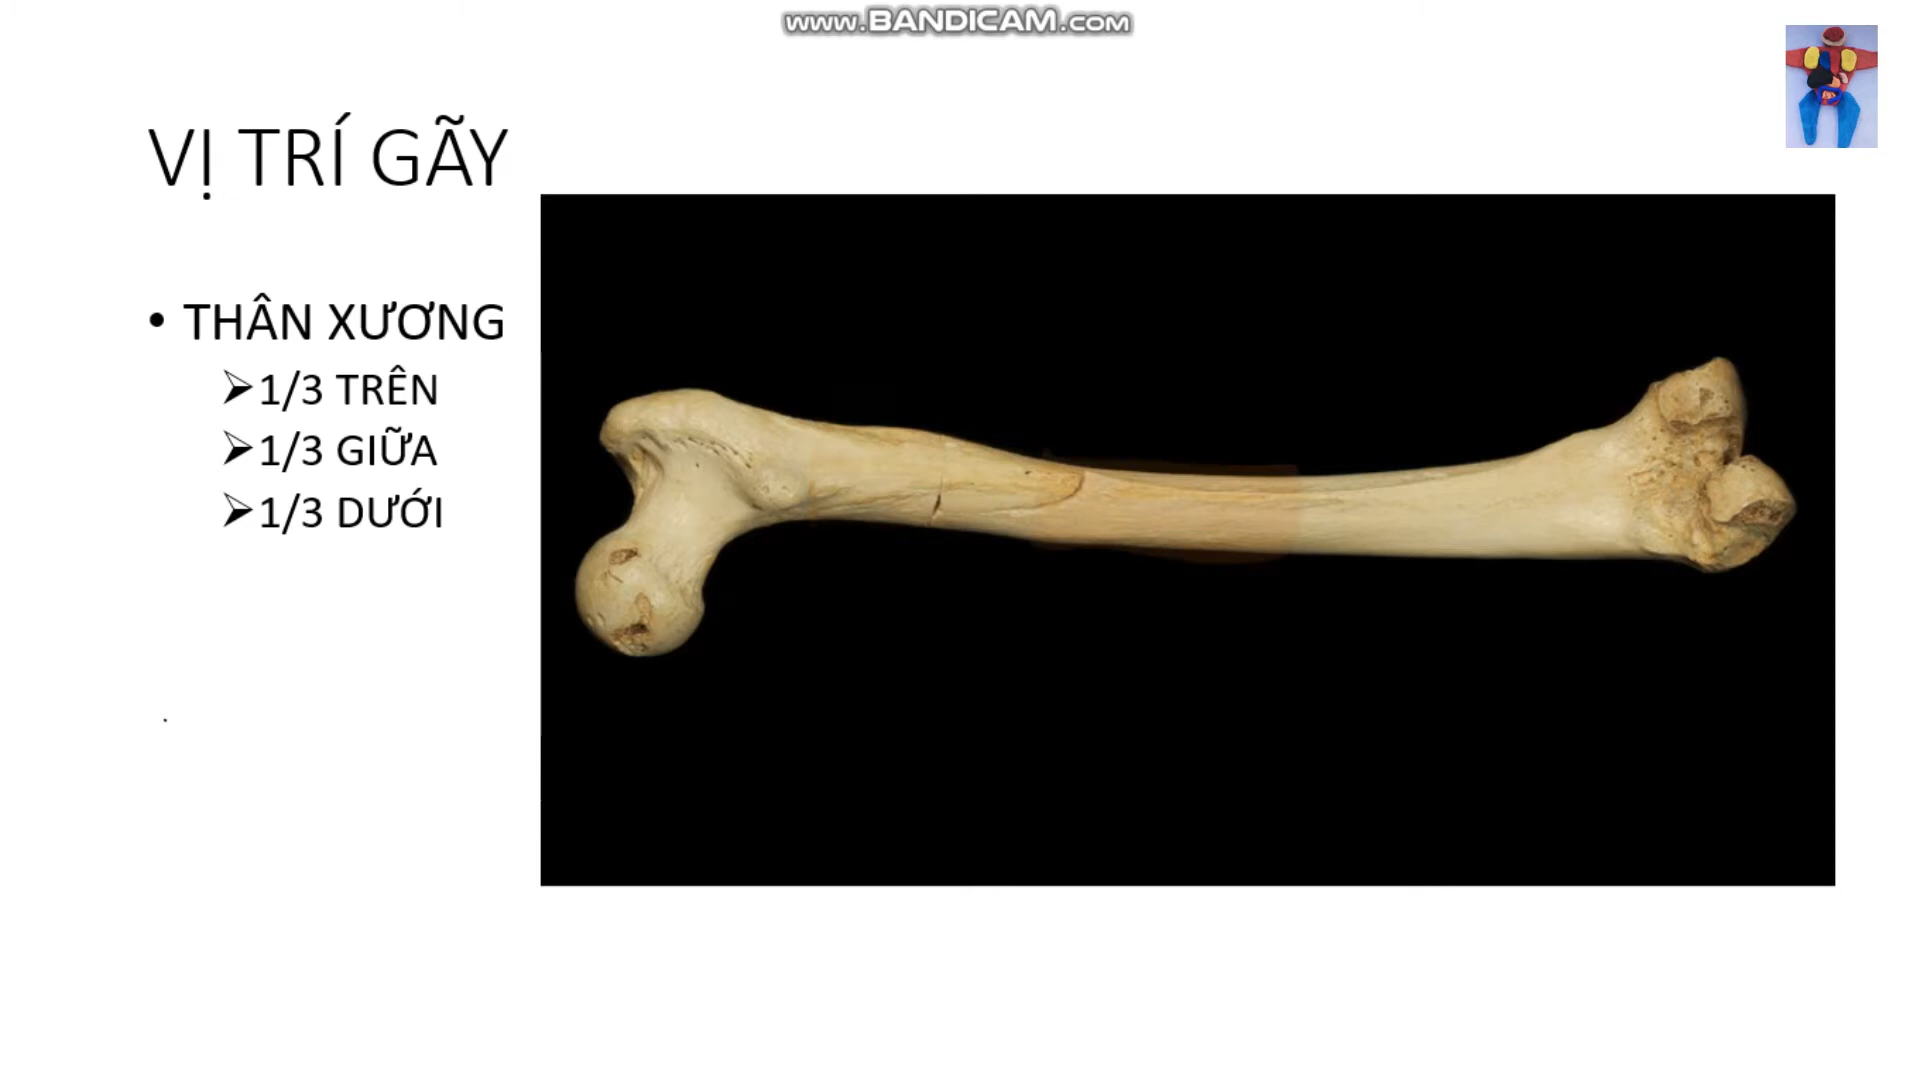 www.BANDICAM.com
VỊ TRÍ GÃY
• THÂN XƯƠNG
➢1/3 TRÊN
➢1/3 GIỮA
➢1/3 DƯỚI